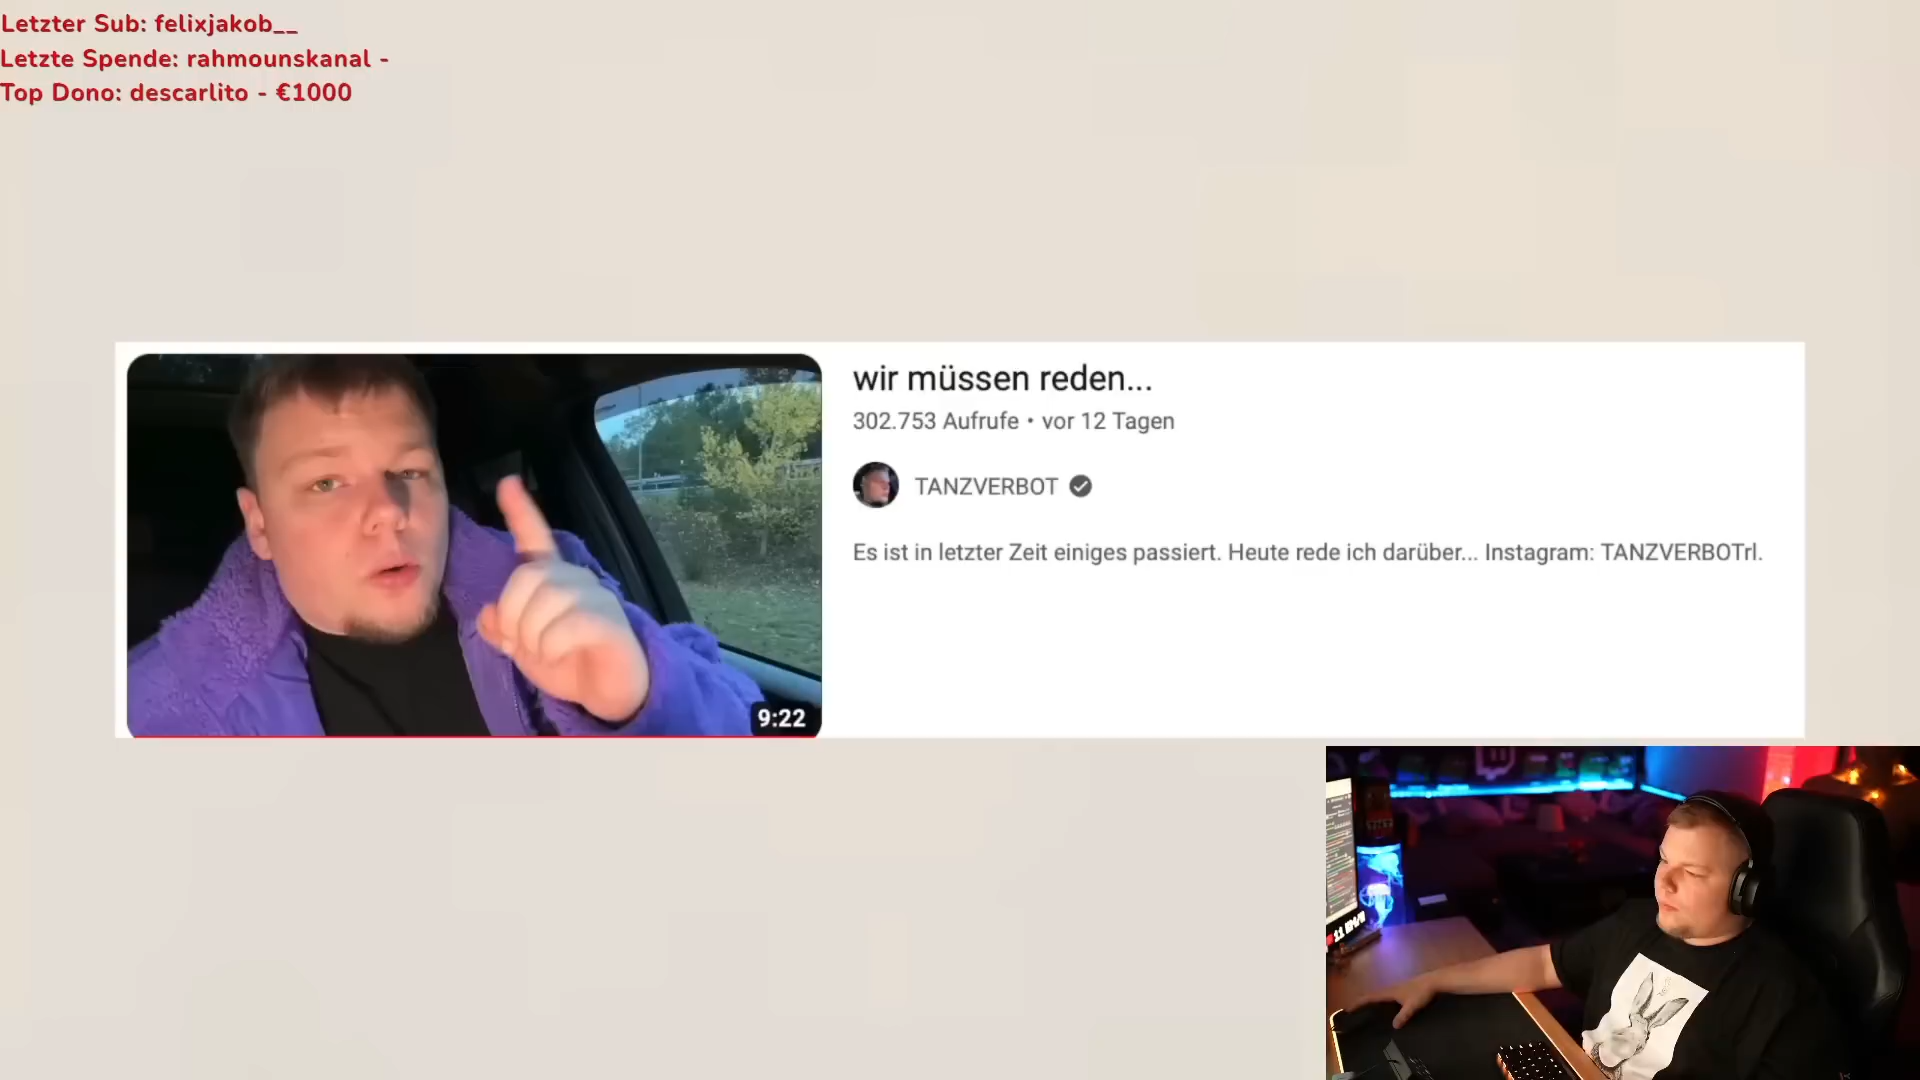 Letzter Sub: felixjakob__
Letzte Spende: rahmounskanal -
Top Dono: descarlito - €1000
wir müssen reden...
302.753 Aufrufe • vor 12 Tagen
TANZVERBOT
Es ist in letzter Zeit einiges passiert. Heute rede ich darüber... Instagram: TANZVERBOTrl.
9:22
TNT